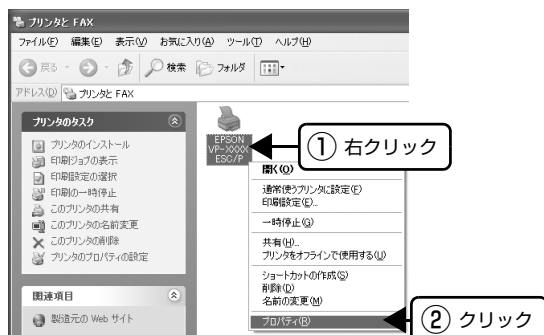 プリンタと FAX
ファイル(F) 編集(E) 表示(V) お気に入り(A) ツール(T) ヘルプ(H)
戻る 検索 フォルダ
アドレス(D) プリンタと FAX
プリンタのタスク
プリンタのインストール
印刷ジョブの表示
印刷設定の選択
印刷の一時停止
このプリンタの共有
このプリンタの名前変更
このプリンタの削除
プリンタのプロパティの設定
関連項目
製造元の Web サイト
EPSON
VP-XXXX
ESC/P
① 右クリック
開く(O)
通常使うプリンタに設定(F)
印刷設定(E)...
一時停止(G)
共有(H)...
プリンタをオフラインで使用する(U)
ショートカットの作成(S)
削除(D)
名前の変更(M)
プロパティ(R)
② クリック